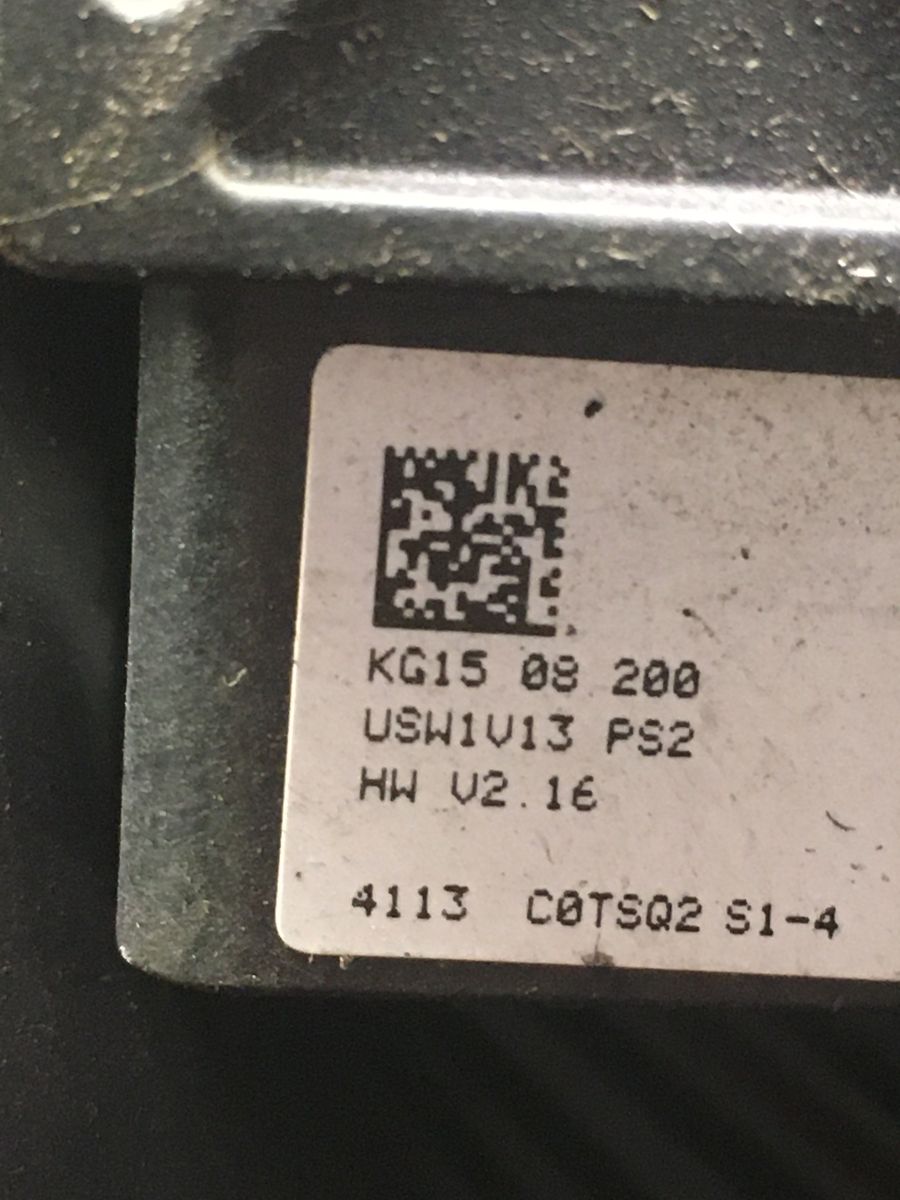 KG15 08 200
USW1V13 PS2
HW V2.16
4113 C0TSQ2 S1-4